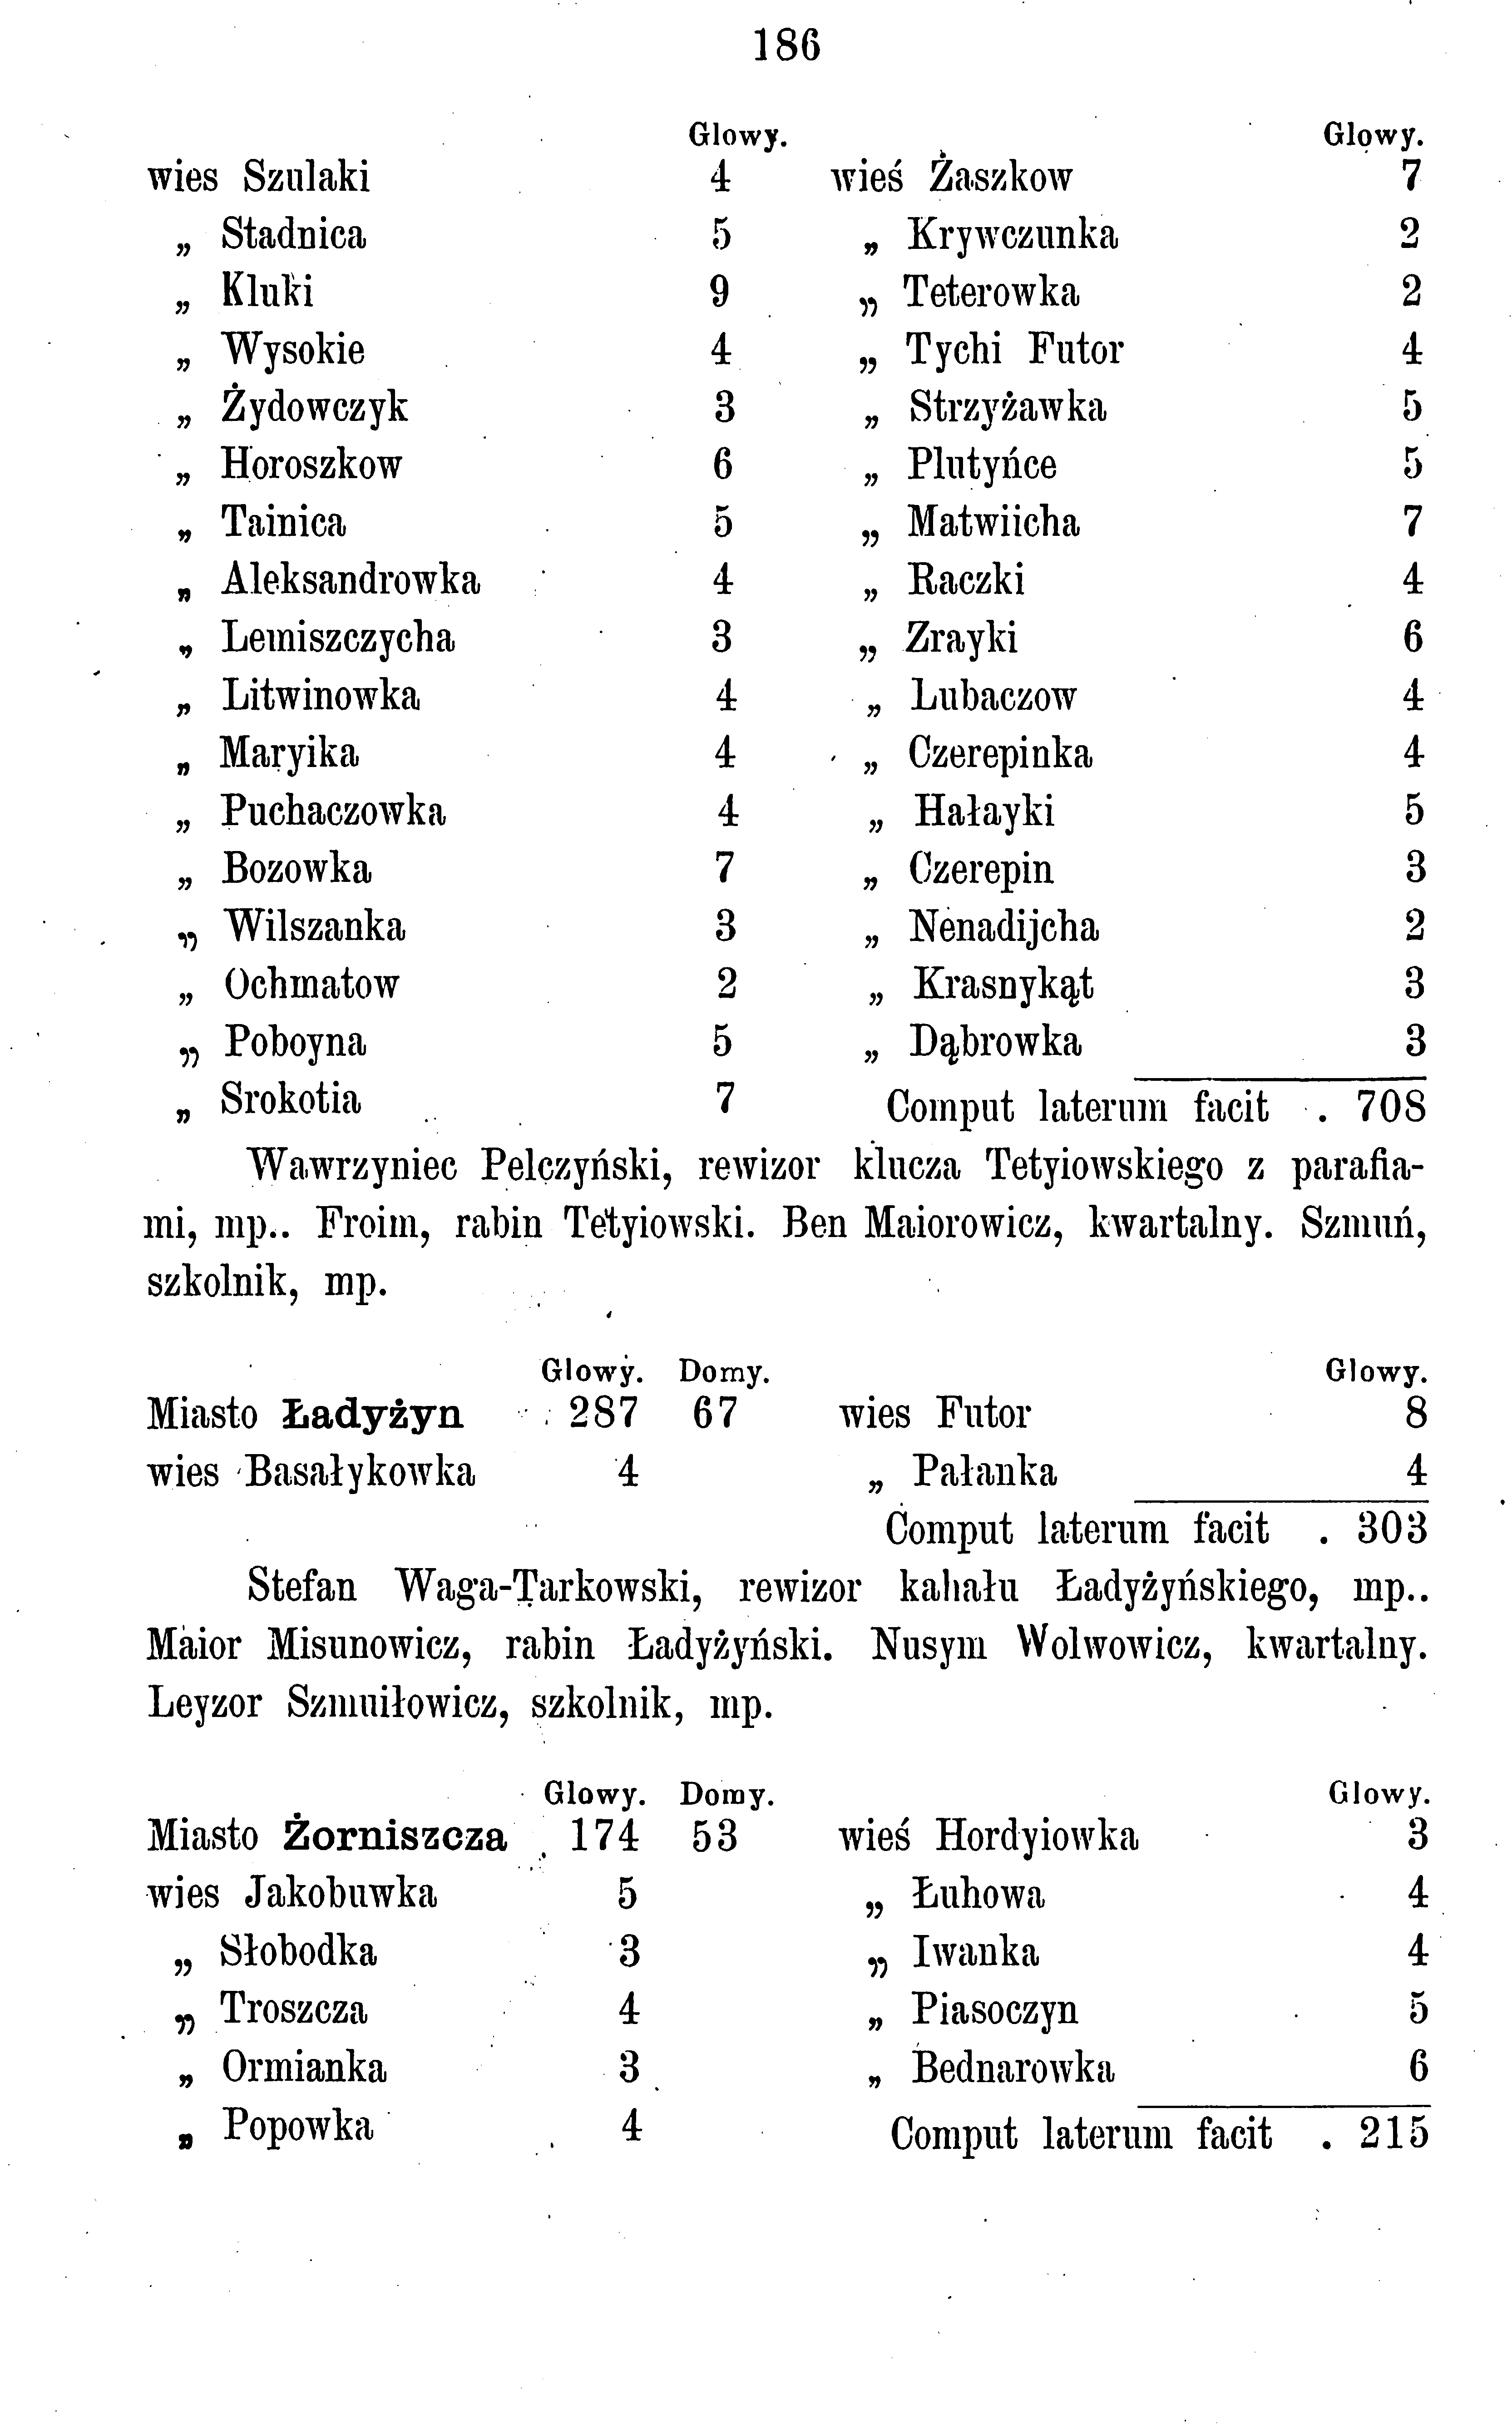 186
Glowy. Glowy.
wies Szulaki 4 wieś Żaszkow 7
„ Stadnica 5 „ Krywczunka 2
„ Kluki 9 „ Teterowka 2
„ Wysokie 4 „ Tychi Futor 4
„ Żydowczyk 3 „ Strzyżawka 5
„ Horoszkow 6 „ Plutyńce 5
„ Tainica 5 „ Matwiicha 7
„ Aleksandrowka 4 „ Raczki 4
„ Lemiszczycha 3 „ Zrayki 6
„ Litwinowka 4 „ Lubaczow 4
„ Maryika 4 „ Czerepinka 4
„ Puchaczowka 4 „ Hałayki 5
„ Bozowka 7 „ Czerepin 3
„ Wilszanka 3 „ Nenadijcha 2
„ Ochmatow 2 „ Krasnykąt 3
„ Poboyna 5 „ Dąbrowka 3
„ Srokotia 7 Comput laterum facit . 708
Wawrzyniec Pelczyński, rewizor klucza Tetyiowskiego z parafia-
mi, mp.. Froim, rabin Tetyiowski. Ben Maiorowicz, kwartalny. Szmuń,
szkolnik, mp.
Glowy. Domy. Glowy.
Miasto Ładyżyn 287 67 wies Futor 8
wies Basałykowka 4 „ Pałanka 4
Comput laterum facit . 303
Stefan Waga-Tarkowski, rewizor kahału Ładyżyńskiego, mp..
Maior Misunowicz, rabin Ładyżyński. Nusym Wolwowicz, kwartalny.
Leyzor Szmuiłowicz, szkolnik, mp.
Glowy. Domy. Glowy.
Miasto Żorniszcza 174 53 wieś Hordyiowka 3
wies Jakobuwka 5 „ Łuhowa 4
„ Słobodka 3 „ Iwanka 4
„ Troszcza 4 „ Piasoczyn 5
„ Ormianka 3 „ Bednarowka 6
„ Popowka 4 Comput laterum facit . 215